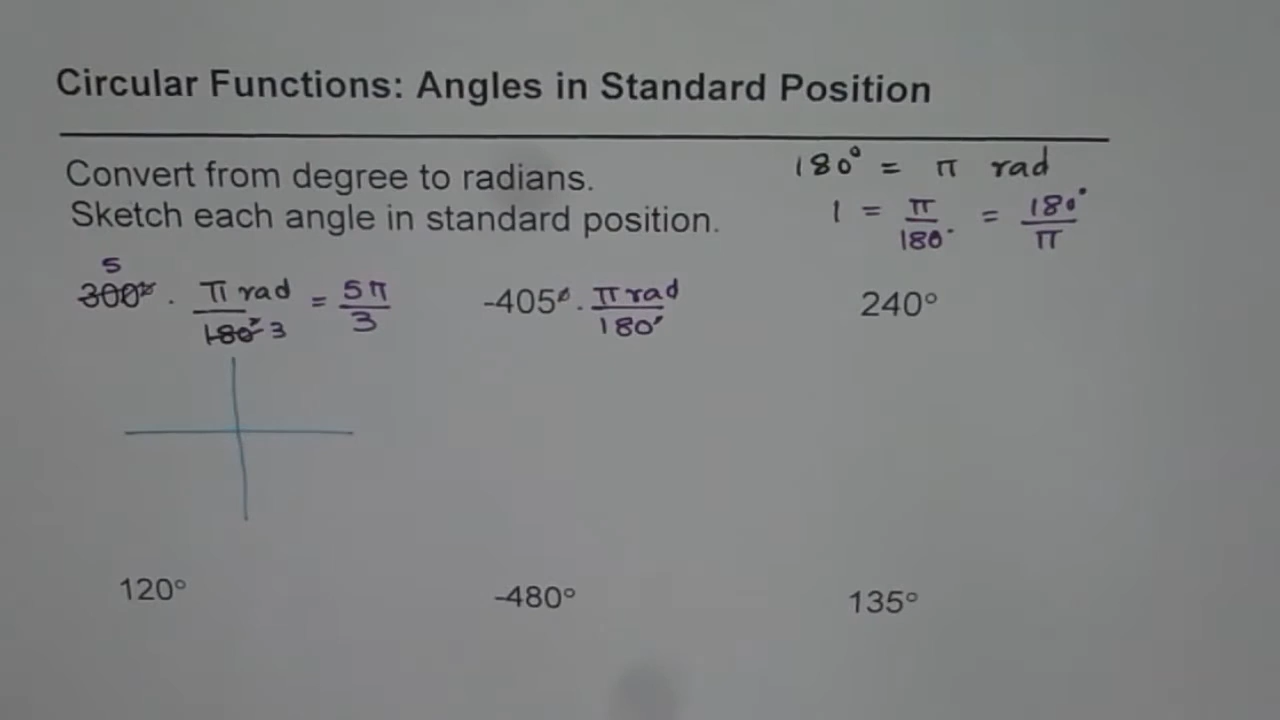 Circular Functions: Angles in Standard Position
Convert from degree to radians.
Sketch each angle in standard position.
180° = π rad
1 = π/180° = 180°/π
5
300° · π rad/180° 3 = 5π/3
-405° · π rad/180°
240°
120°
-480°
135°